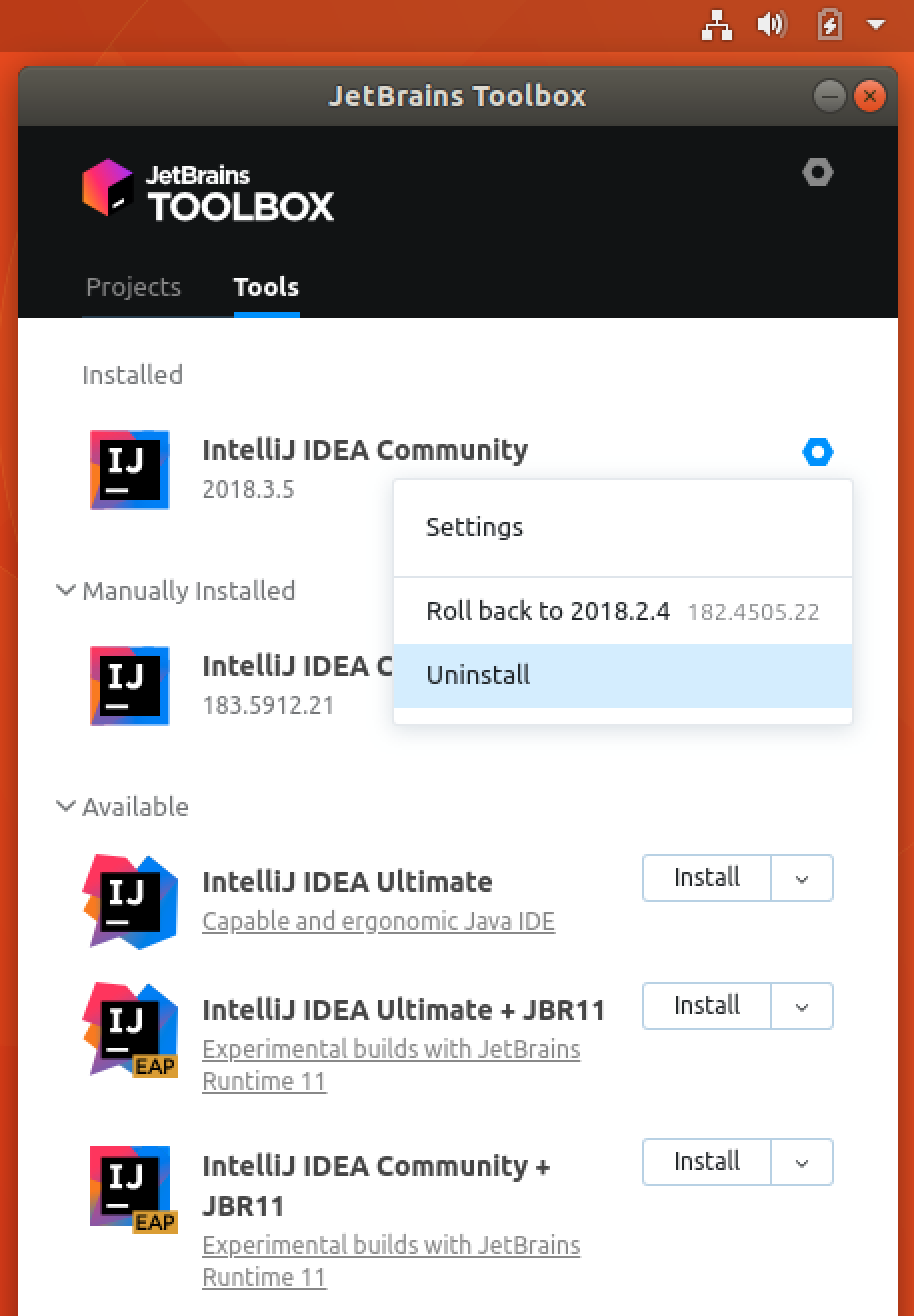 JetBrains Toolbox
JetBrains
TOOLBOX
Projects Tools
Installed
IJ
IntelliJ IDEA Community
2018.3.5
Settings
Roll back to 2018.2.4 182.4505.22
Uninstall
Manually Installed
IJ
IntelliJ IDEA C
183.5912.21
Available
IJ
IntelliJ IDEA Ultimate
Capable and ergonomic Java IDE
Install
IJ
EAP
IntelliJ IDEA Ultimate + JBR11
Experimental builds with JetBrains
Runtime 11
Install
IJ
EAP
IntelliJ IDEA Community +
JBR11
Experimental builds with JetBrains
Runtime 11
Install